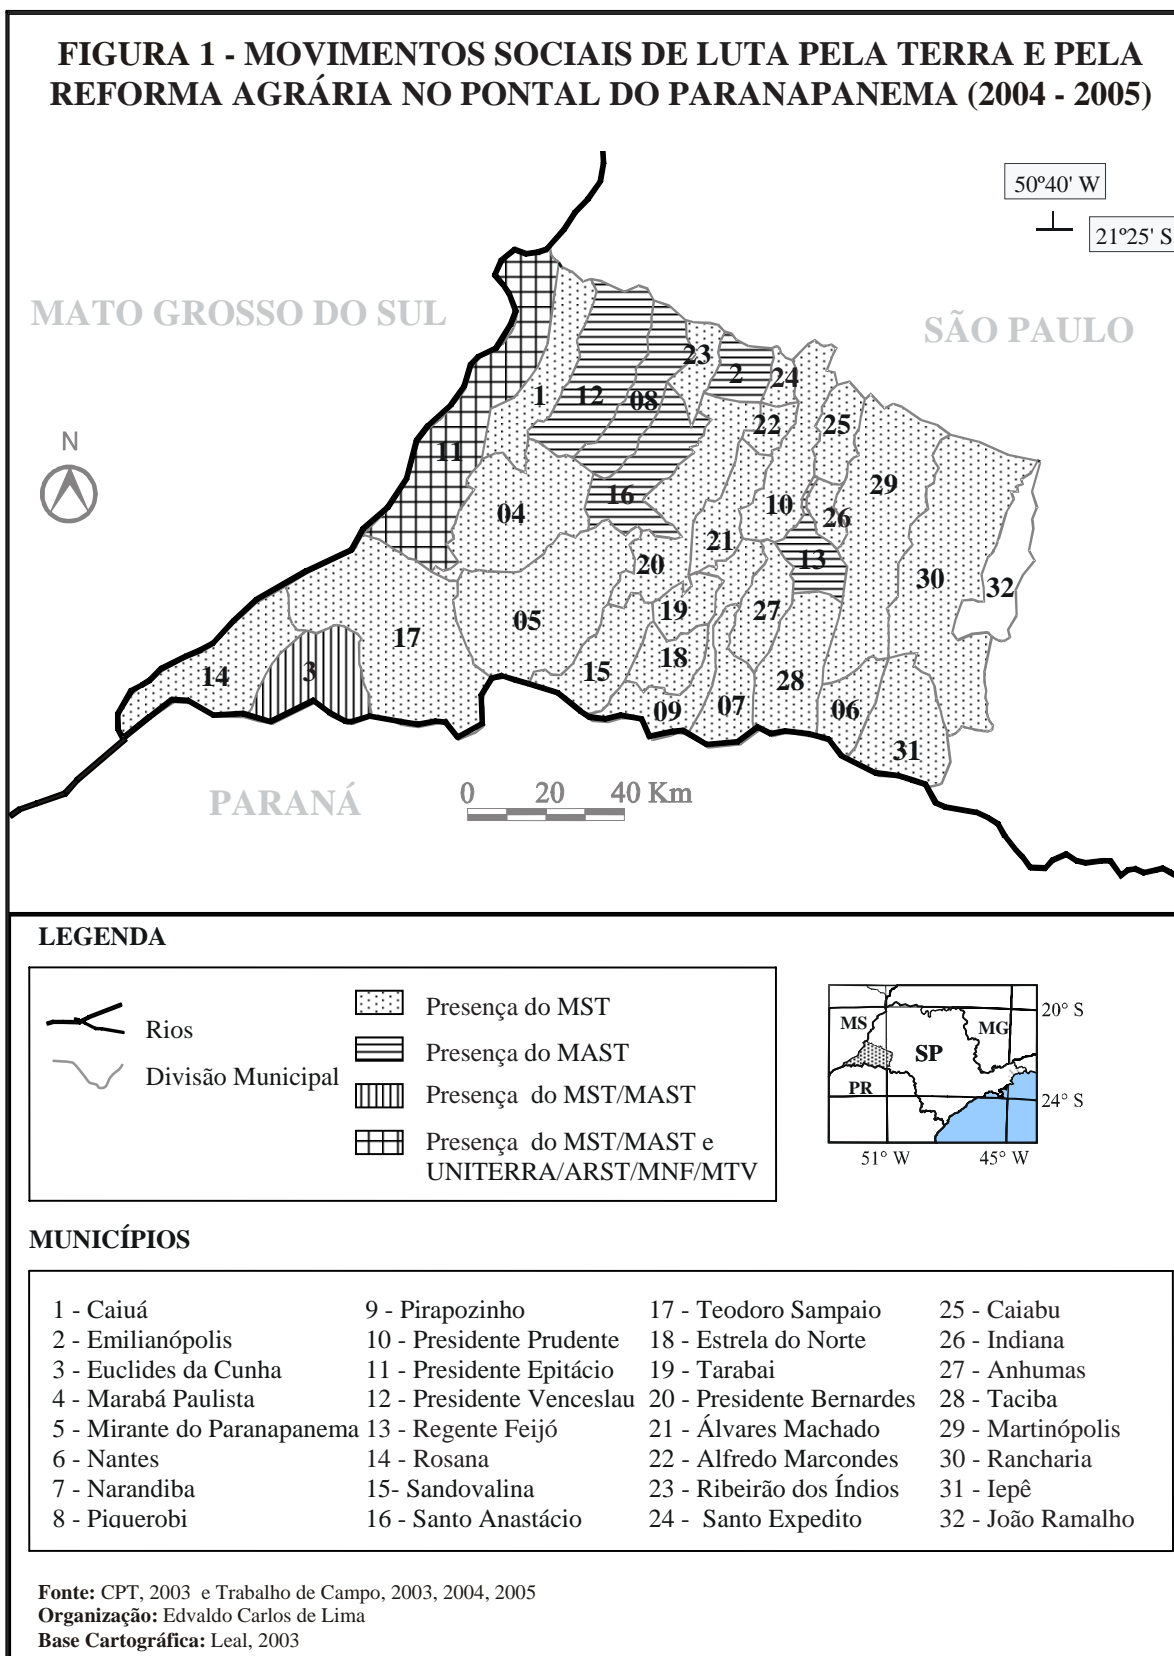 FIGURA 1 - MOVIMENTOS SOCIAIS DE LUTA PELA TERRA E PELA
REFORMA AGRÁRIA NO PONTAL DO PARANAPANEMA (2004 - 2005)
50º40' W
21º25' S
MATO GROSSO DO SUL
SÃO PAULO
N
23
2
24
1
12
08
22
25
11
16
29
04
10
26
21
20
13
30
32
19
27
05
17
18
15
3
14
28
09
07
06
31
PARANÁ
0 20 40 Km
LEGENDA
Rios
Divisão Municipal
Presença do MST
Presença do MAST
Presença do MST/MAST
Presença do MST/MAST e
UNITERRA/ARST/MNF/MTV
MS
MG
SP
PR
20° S
24° S
51° W
45° W
MUNICÍPIOS
1 - Caiuá
2 - Emilianópolis
3 - Euclides da Cunha
4 - Marabá Paulista
5 - Mirante do Paranapanema
6 - Nantes
7 - Narandiba
8 - Piquerobi
9 - Pirapozinho
10 - Presidente Prudente
11 - Presidente Epitácio
12 - Presidente Venceslau
13 - Regente Feijó
14 - Rosana
15- Sandovalina
16 - Santo Anastácio
17 - Teodoro Sampaio
18 - Estrela do Norte
19 - Tarabai
20 - Presidente Bernardes
21 - Álvares Machado
22 - Alfredo Marcondes
23 - Ribeirão dos Índios
24 - Santo Expedito
25 - Caiabu
26 - Indiana
27 - Anhumas
28 - Taciba
29 - Martinópolis
30 - Rancharia
31 - Iepê
32 - João Ramalho
Fonte: CPT, 2003 e Trabalho de Campo, 2003, 2004, 2005
Organização: Edvaldo Carlos de Lima
Base Cartográfica: Leal, 2003